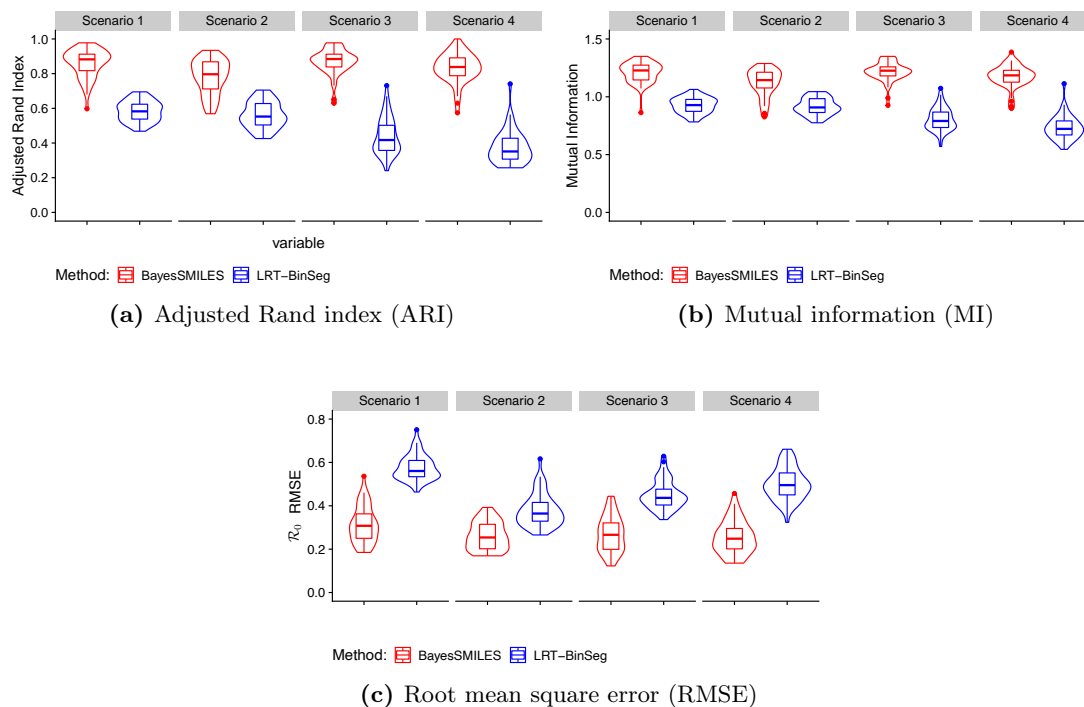 Scenario 1 Scenario 2 Scenario 3 Scenario 4
1.0
0.8
0.6
0.4
0.2
0.0
Adjusted Rand Index
variable
Method: BayesSMILES LRT−BinSeg
(a) Adjusted Rand index (ARI)
Scenario 1 Scenario 2 Scenario 3 Scenario 4
1.5
1.0
0.5
0.0
Mutual Information
Method: BayesSMILES LRT−BinSeg
(b) Mutual information (MI)
Scenario 1 Scenario 2 Scenario 3 Scenario 4
0.8
0.6
0.4
0.2
0.0
ℛ₀ RMSE
Method: BayesSMILES LRT−BinSeg
(c) Root mean square error (RMSE)